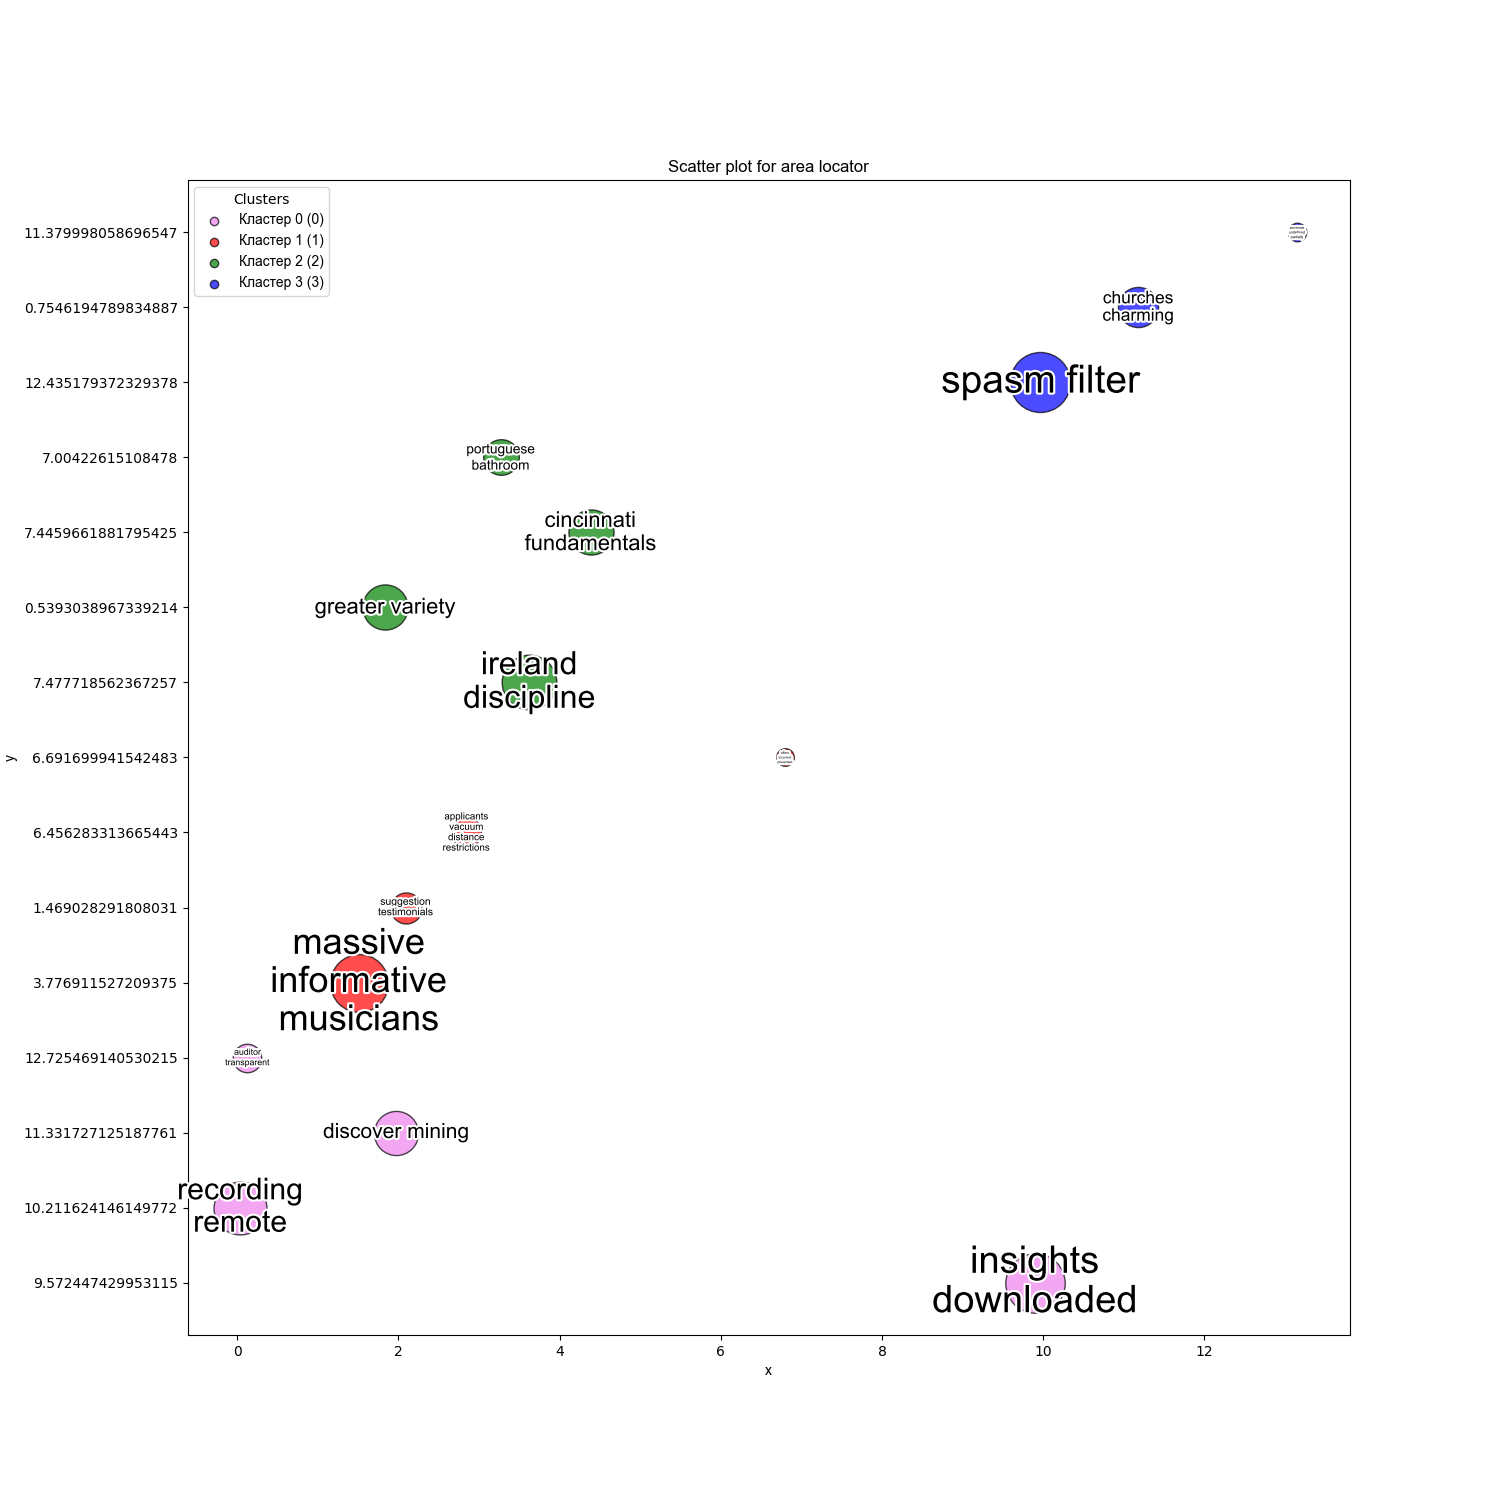 Scatter plot for area locator
Clusters
Кластер 0 (0)
Кластер 1 (1)
Кластер 2 (2)
Кластер 3 (3)
11.379998058696547
0.7546194789834887
churches
charming
12.435179372329378
spasm filter
7.00422615108478
portuguese
bathroom
7.4459661881795425
cincinnati
fundamentals
0.5393038967339214
greater variety
7.477718562367257
ireland
discipline
6.691699941542483
y
6.456283313665443
applicants
vacuum
distance
restrictions
1.469028291808031
suggestion
testimonials
3.776911527209375
massive
informative
musicians
12.725469140530215
auditor
transparent
11.331727125187761
discover mining
10.211624146149772
recording
remote
9.572447429953115
insights
downloaded
0 2 4 6 8 10 12
x